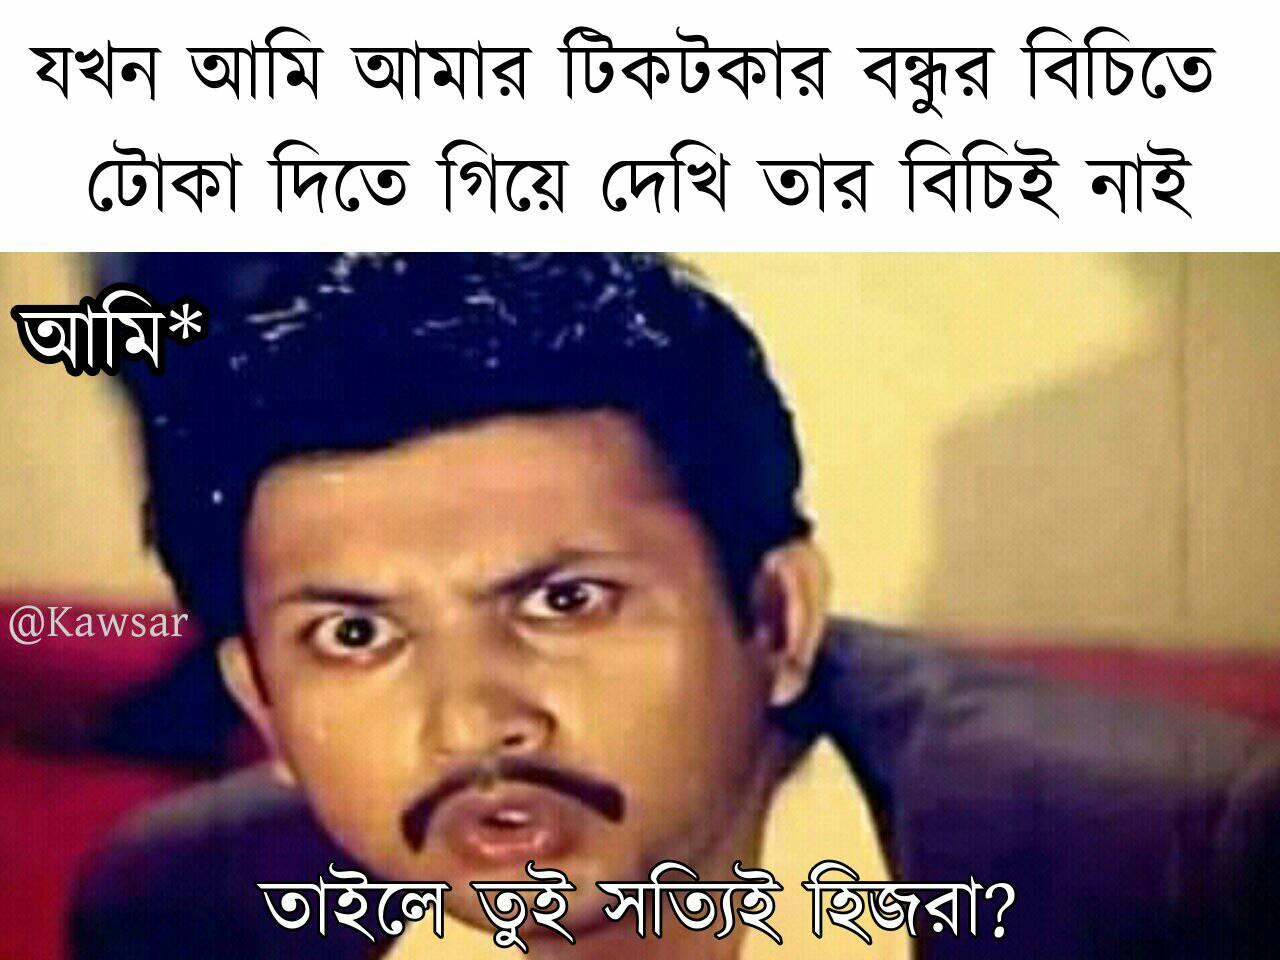 যখন আমি আমার টিকটকার বন্ধুর বিচিতে
টোকা দিতে গিয়ে দেখি তার বিচিই নাই
আমি*
@Kawsar
তাইলে তুই সত্যিই হিজরা?